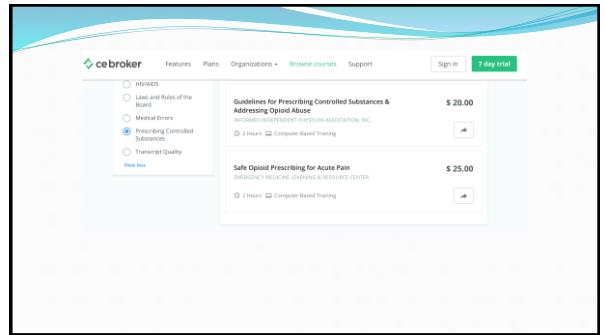 cebroker
Features Plans Organizations Browse courses Support
Sign in
7 day trial
HIV/AIDS
Laws and Rules of the
Board
Medical Errors
Prescribing Controlled
Substances
Transcript Quality
View less
Guidelines for Prescribing Controlled Substances &
Addressing Opioid Abuse
INFORMED INDEPENDENT PHYSICIAN ASSOCIATION, INC.
2 Hours Computer-Based Training
$ 20.00
Safe Opioid Prescribing for Acute Pain
EMERGENCY MEDICINE LEARNING & RESOURCE CENTER
2 Hours Computer-Based Training
$ 25.00